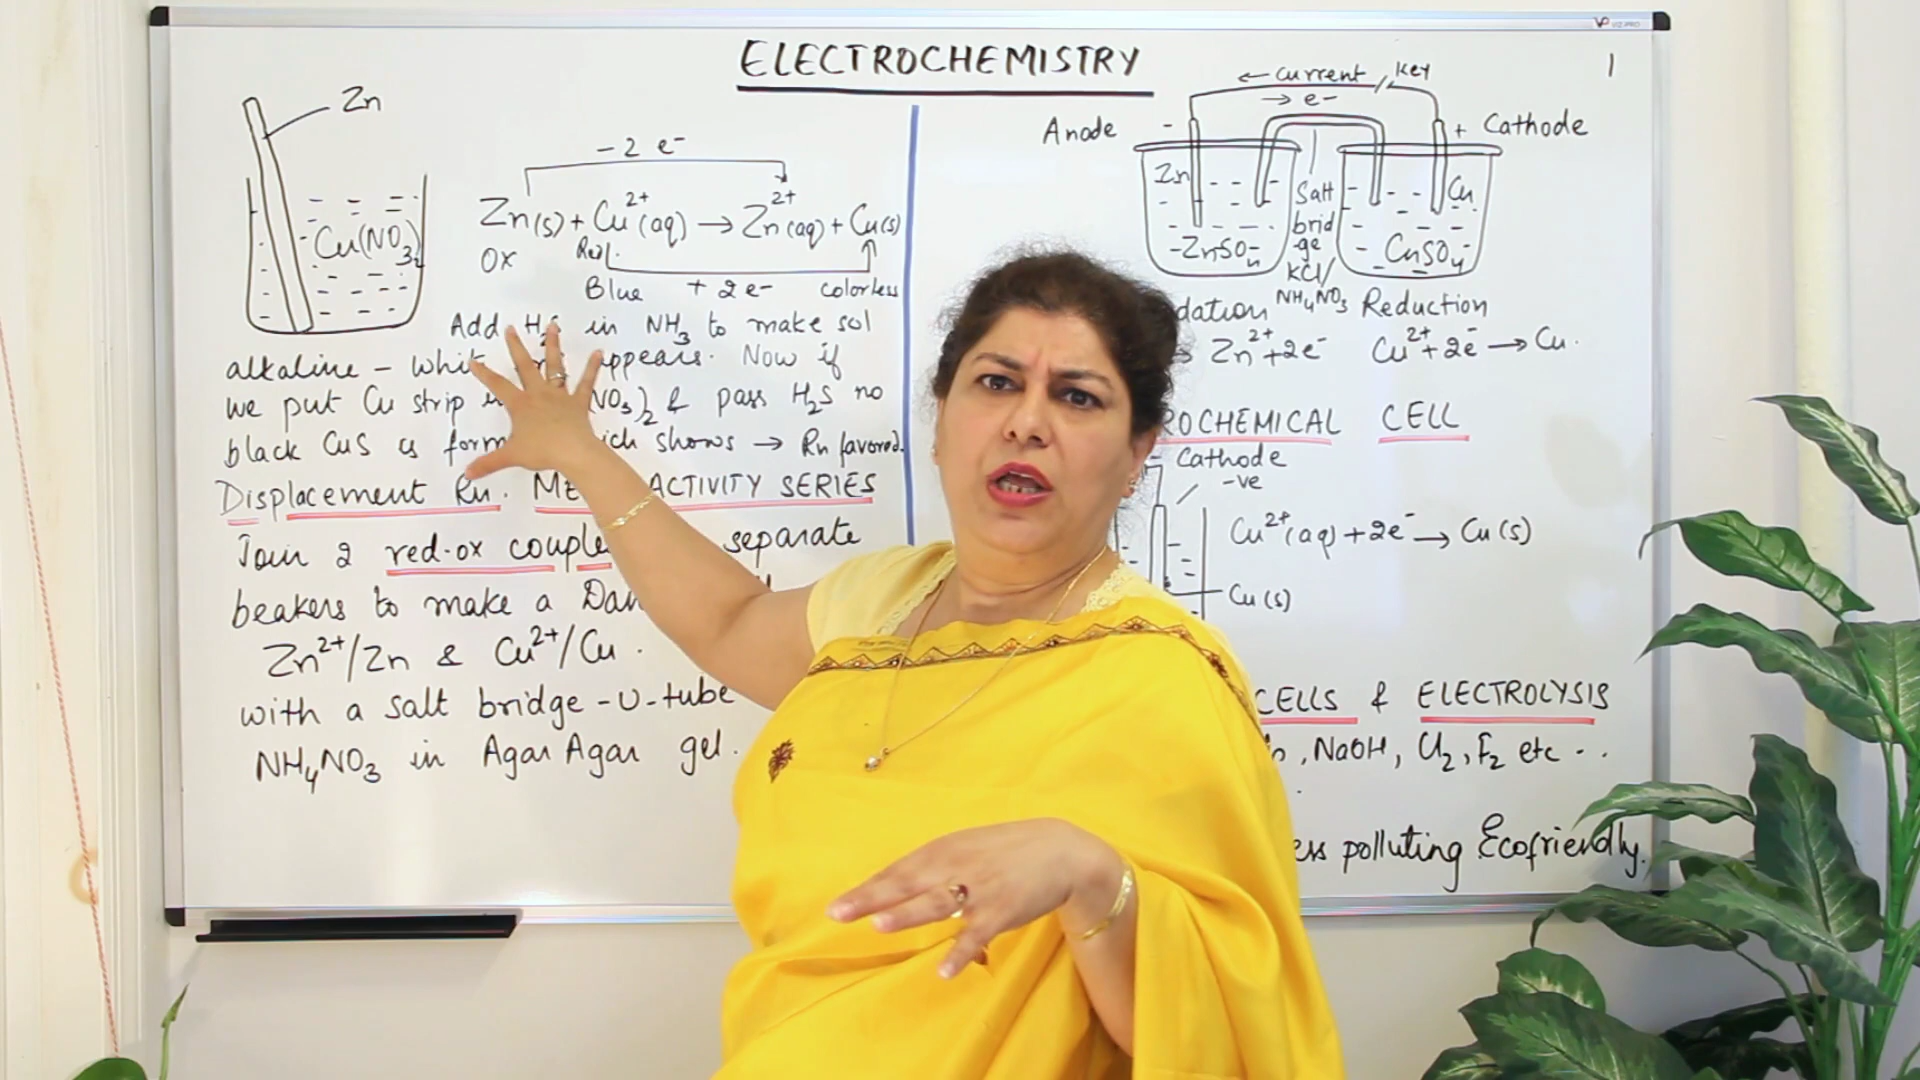 VIZ-PRO
ELECTROCHEMISTRY
1
Zn
Cu(NO3)2
- 2 e-
Zn(s) + Cu2+(aq) → Zn2+(aq) + Cu(s)
OX Red.
Blue + 2e- colorless
Add H2S in NH3 to make sol
alkaline - appears. Now if
we put Cu strip NO3)2 & pass H2S no
black CuS is shows → Rn favored.
Displacement Rn. ACTIVITY SERIES
Join 2 red-ox couple separate
beakers to make a
Zn2+/Zn & Cu2+/Cu.
with a salt bridge - U-tube
NH4NO3 in Agar Agar gel.
← current / key
→ e-
Anode - + Cathode
Zn Salt bridge KCl/ NH4NO3 Cu
ZnSO4 CuSO4
Reduction
Zn2+ + 2e- Cu2+ + 2e- → Cu.
CELL
Cathode
-ve
Cu2+(aq) + 2e- → Cu(s)
Cu(s)
CELLS & ELECTROLYSIS
, NaOH, Cl2, F2 etc...
polluting Ecofriendly.